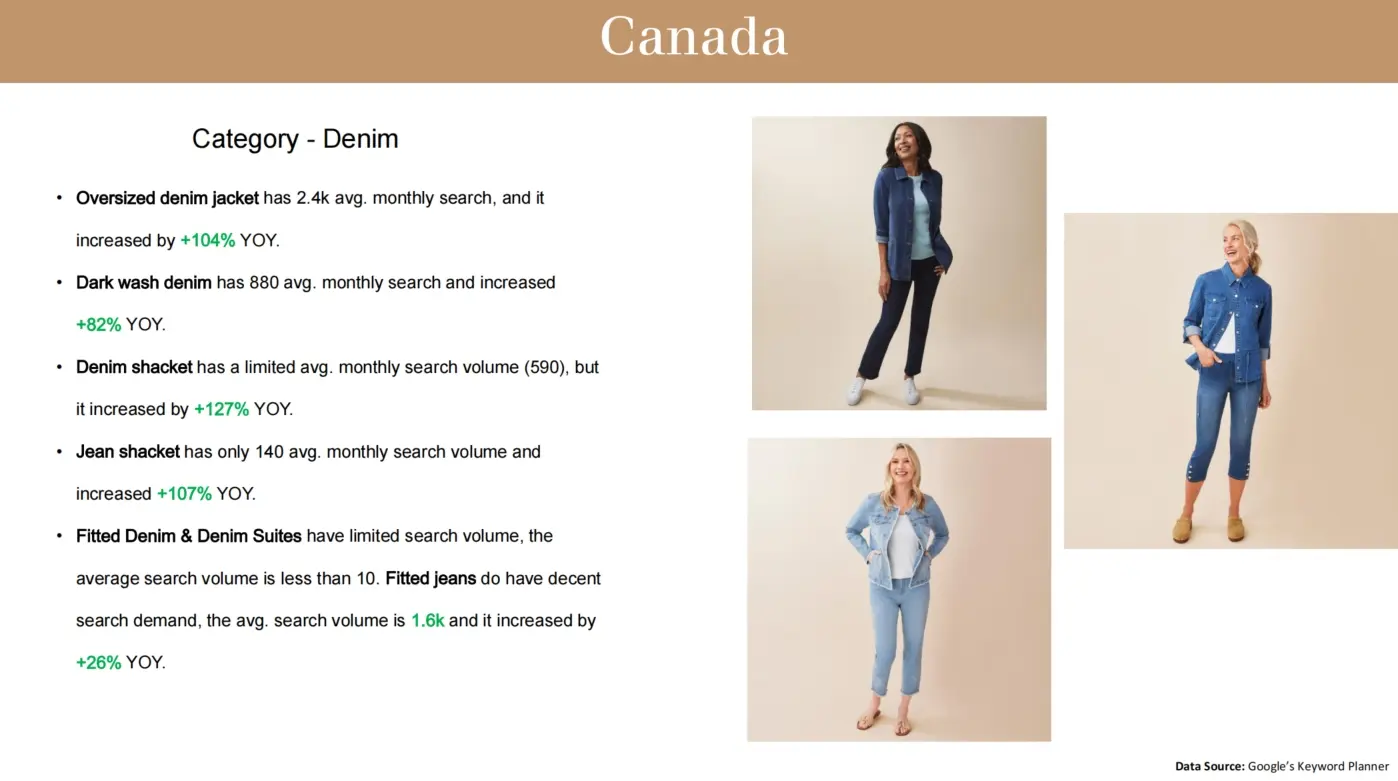 Canada
Category - Denim
• Oversized denim jacket has 2.4k avg. monthly search, and it
increased by +104% YOY.
• Dark wash denim has 880 avg. monthly search and increased
+82% YOY.
• Denim shacket has a limited avg. monthly search volume (590), but
it increased by +127% YOY.
• Jean shacket has only 140 avg. monthly search volume and
increased +107% YOY.
• Fitted Denim & Denim Suites have limited search volume, the
average search volume is less than 10. Fitted jeans do have decent
search demand, the avg. search volume is 1.6k and it increased by
+26% YOY.
Data Source: Google’s Keyword Planner